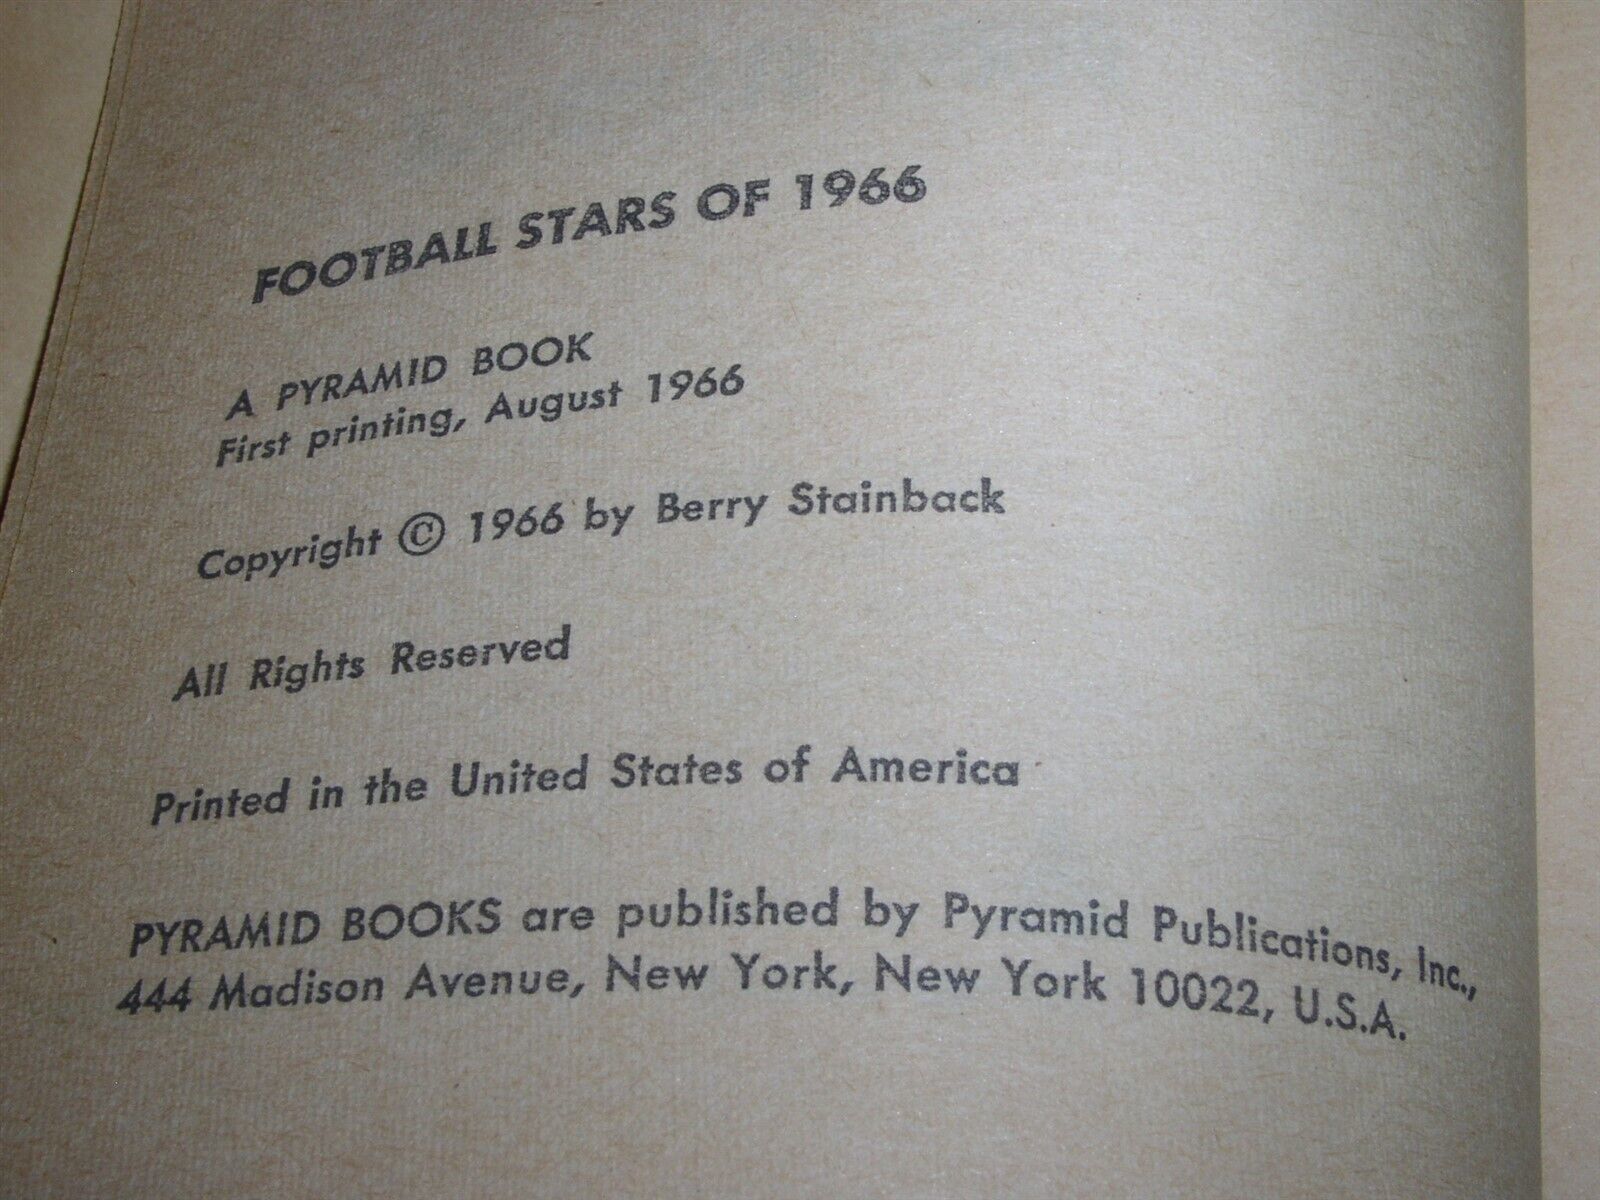 FOOTBALL STARS OF 1966
A PYRAMID BOOK
First printing, August 1966
Copyright © 1966 by Berry Stainback
All Rights Reserved
Printed in the United States of America
PYRAMID BOOKS are published by Pyramid Publications, Inc.,
444 Madison Avenue, New York, New York 10022, U.S.A.